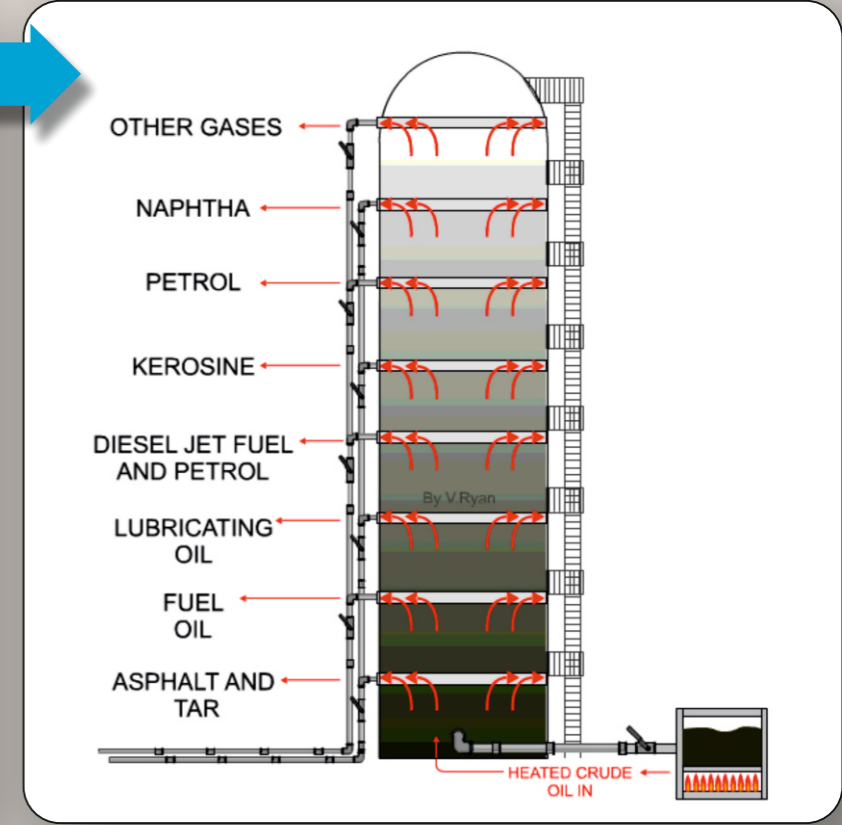 OTHER GASES
NAPHTHA
PETROL
KEROSINE
DIESEL JET FUEL
AND PETROL
By V.Ryan
LUBRICATING
OIL
FUEL
OIL
ASPHALT AND
TAR
HEATED CRUDE
OIL IN